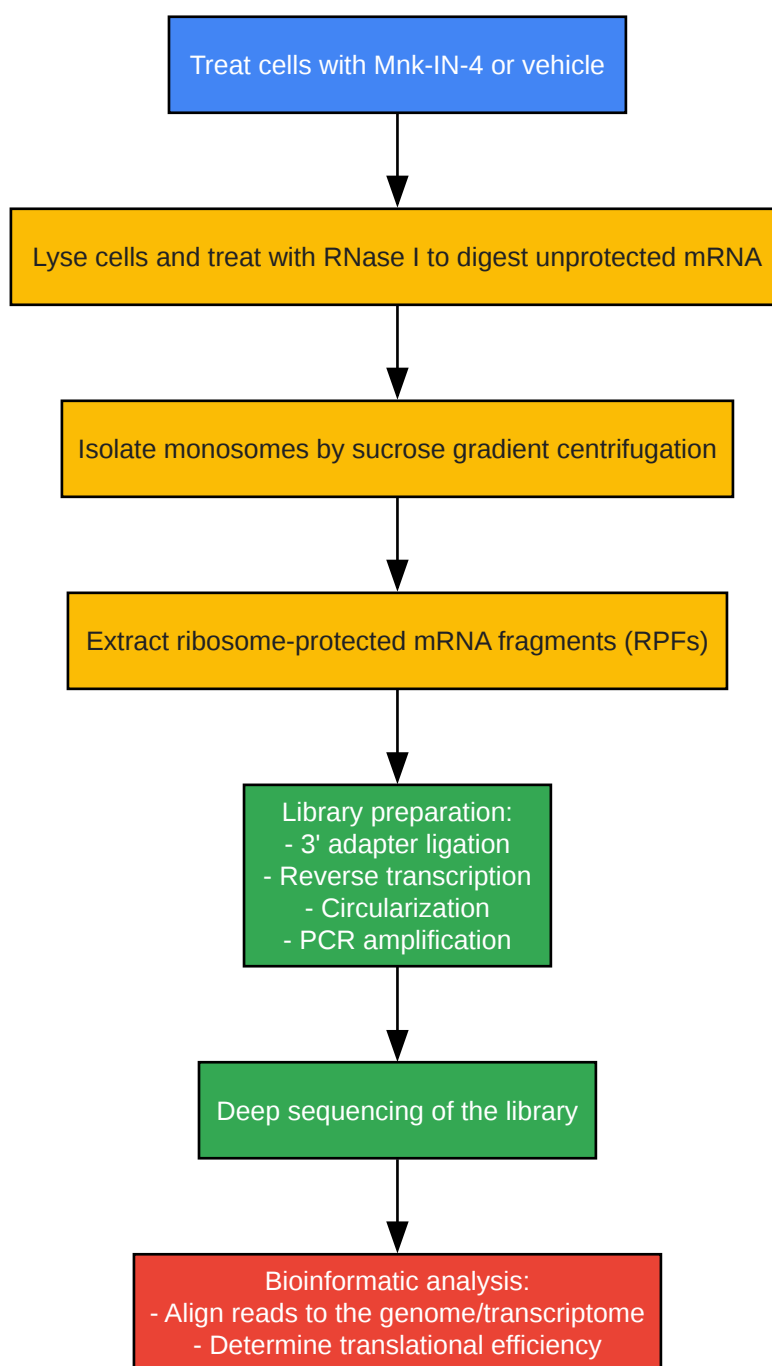 Treat cells with Mnk-IN-4 or vehicle
Lyse cells and treat with RNase I to digest unprotected mRNA
Isolate monosomes by sucrose gradient centrifugation
Extract ribosome-protected mRNA fragments (RPFs)
Library preparation:
- 3' adapter ligation
- Reverse transcription
- Circularization
- PCR amplification
Deep sequencing of the library
Bioinformatic analysis:
- Align reads to the genome/transcriptome
- Determine translational efficiency